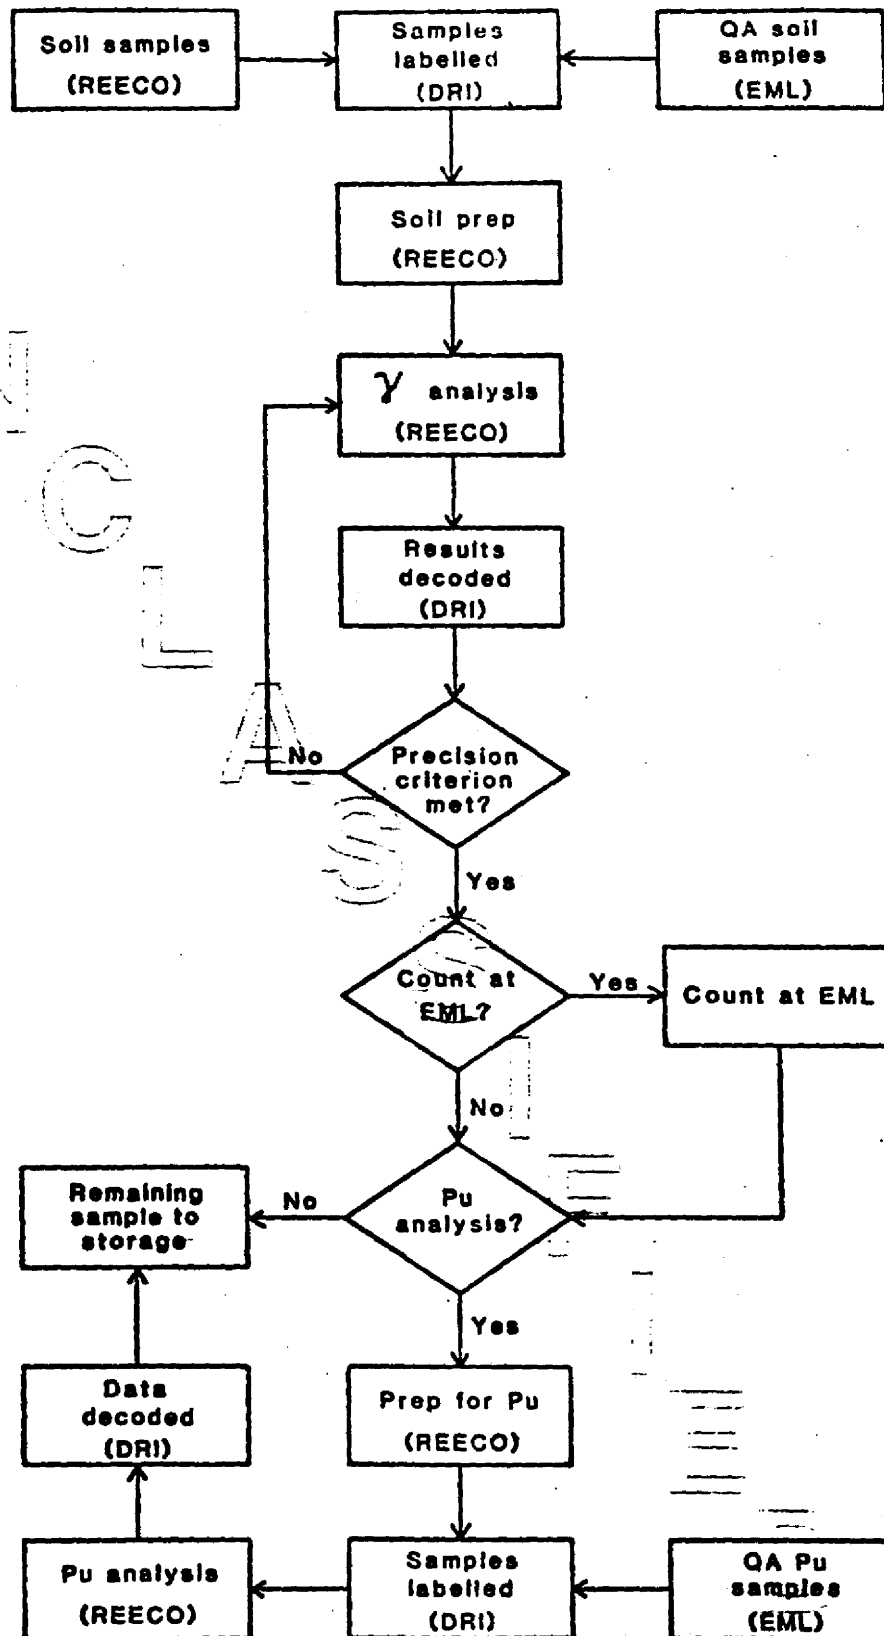 Soil samples
(REECO)
Samples
labelled
(DRI)
QA soil
samples
(EML)
Soil prep
(REECO)
γ analysis
(REECO)
Results
decoded
(DRI)
Precision
criterion
met?
No
Yes
Count at
EML?
Yes
Count at EML
No
Pu
analysis?
No
Remaining
sample to
storage
Yes
Prep for Pu
(REECO)
Data
decoded
(DRI)
Pu analysis
(REECO)
Samples
labelled
(DRI)
QA Pu
samples
(EML)
C
L
A
S
S
I
F
I
E